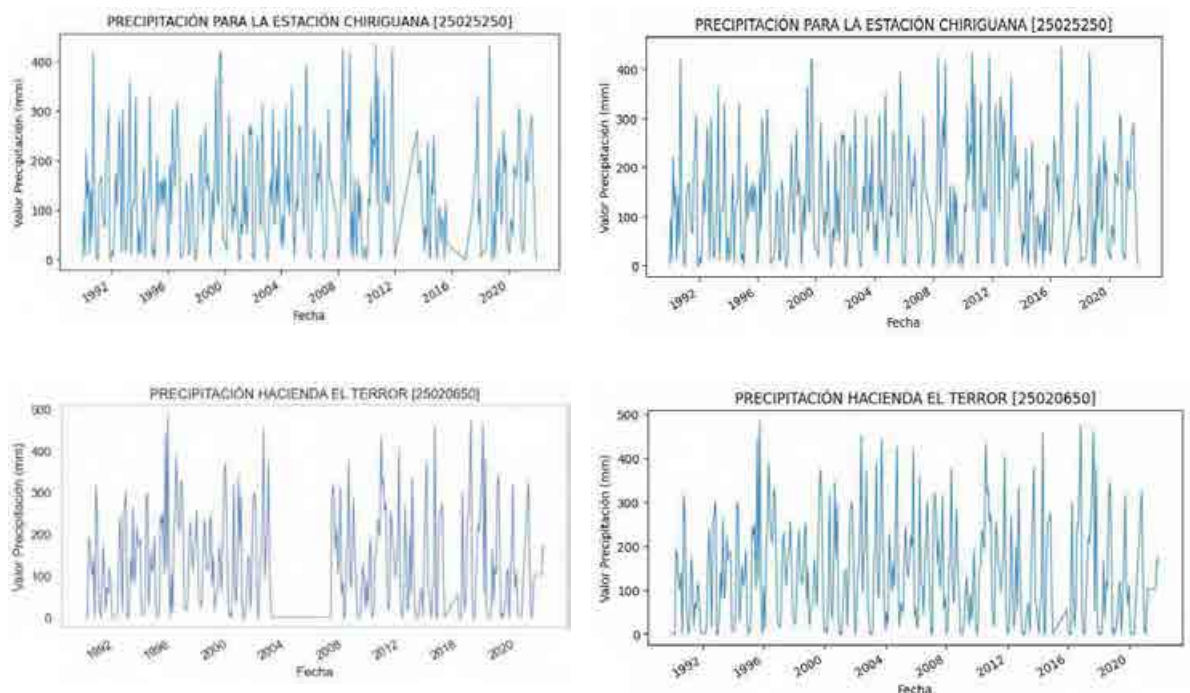 PRECIPITACIÓN PARA LA ESTACIÓN CHIRIGUANA [25025250]
Valor Precipitación (mm)
400
300
200
100
0
1992 1996 2000 2004 2008 2012 2016 2020
Fecha
PRECIPITACIÓN PARA LA ESTACIÓN CHIRIGUANA [25025250]
Valor Precipitación (mm)
400
300
200
100
0
1992 1996 2000 2004 2008 2012 2016 2020
Fecha
PRECIPITACIÓN HACIENDA EL TERROR [25020650]
Valor Precipitación (mm)
500
400
300
200
100
0
1992 1996 2000 2004 2008 2012 2018 2020
Fecha
PRECIPITACIÓN HACIENDA EL TERROR [25020650]
Valor Precipitación (mm)
500
400
300
200
100
0
1992 1996 2000 2004 2008 2012 2016 2020
Fecha